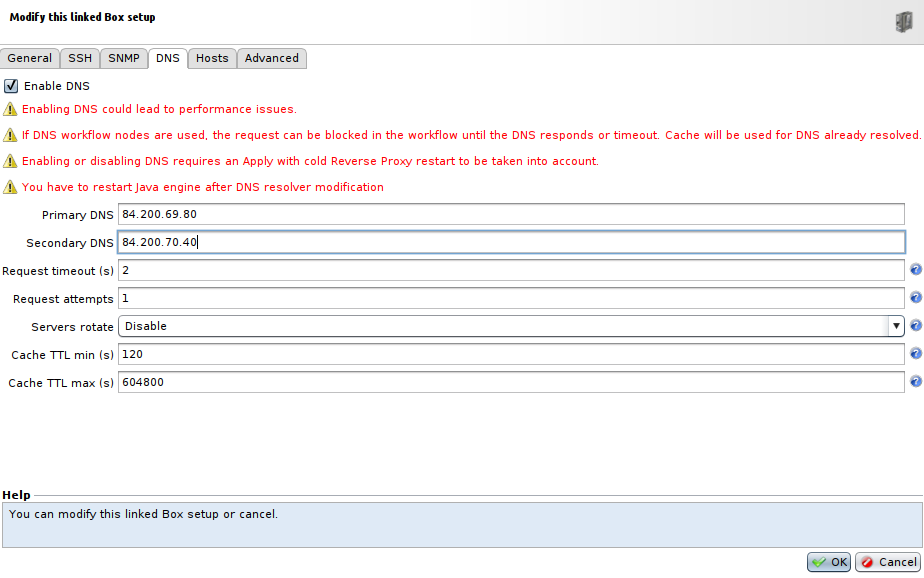 Modify this linked Box setup
General SSH SNMP DNS Hosts Advanced
Enable DNS
Enabling DNS could lead to performance issues.
If DNS workflow nodes are used, the request can be blocked in the workflow until the DNS responds or timeout. Cache will be used for DNS already resolved.
Enabling or disabling DNS requires an Apply with cold Reverse Proxy restart to be taken into account.
You have to restart Java engine after DNS resolver modification
Primary DNS 84.200.69.80
Secondary DNS 84.200.70.40
Request timeout (s) 2
Request attempts 1
Servers rotate Disable
Cache TTL min (s) 120
Cache TTL max (s) 604800
Help
You can modify this linked Box setup or cancel.
OK Cancel